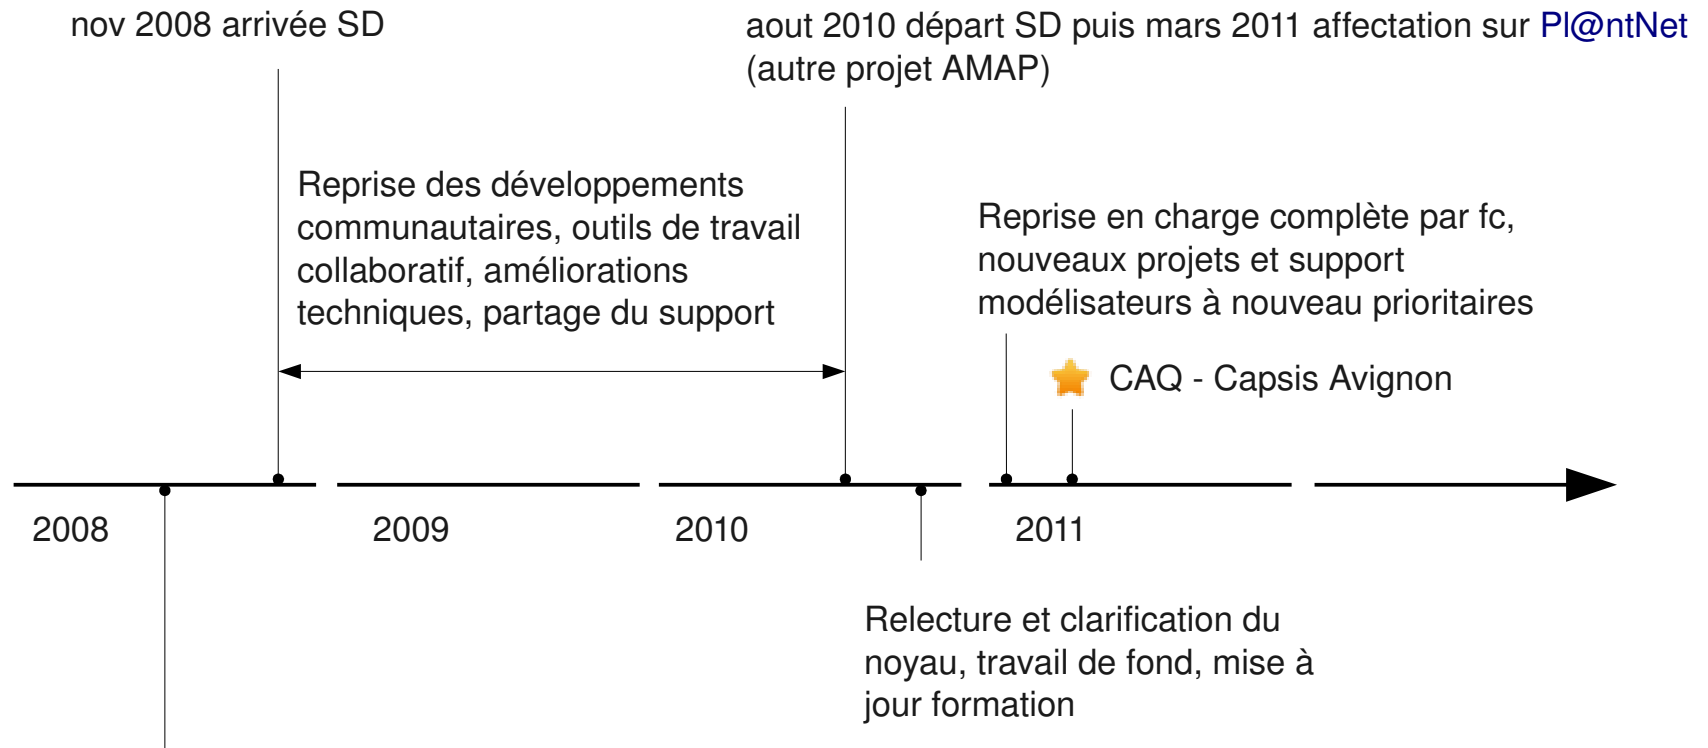 nov 2008 arrivée SD
aout 2010 départ SD puis mars 2011 affectation sur Pl@ntNet
(autre projet AMAP)
Reprise des développements
communautaires, outils de travail
collaboratif, améliorations
techniques, partage du support
Reprise en charge complète par fc,
nouveaux projets et support
modélisateurs à nouveau prioritaires
CAQ - Capsis Avignon
2008
2009
2010
2011
Relecture et clarification du
noyau, travail de fond, mise à
jour formation